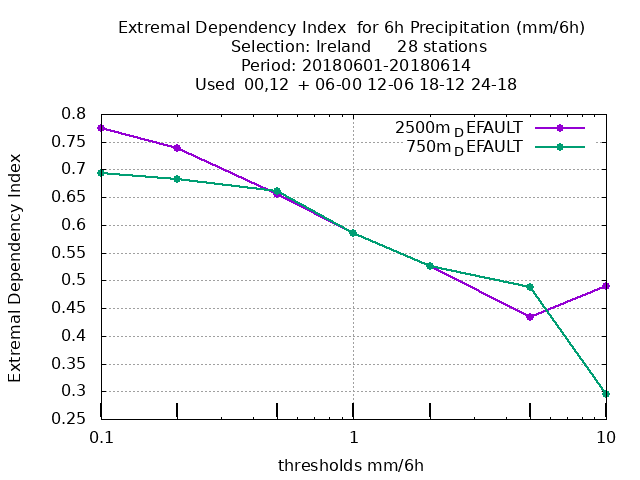 Extremal Dependency Index  for 6h Precipitation (mm/6h)
Selection: Ireland     28 stations
Period: 20180601-20180614
Used  00,12  + 06-00 12-06 18-12 24-18
2500m_DEFAULT
750m_DEFAULT
Extremal Dependency Index
0.8
0.75
0.7
0.65
0.6
0.55
0.5
0.45
0.4
0.35
0.3
0.25
0.1 1 10
thresholds mm/6h